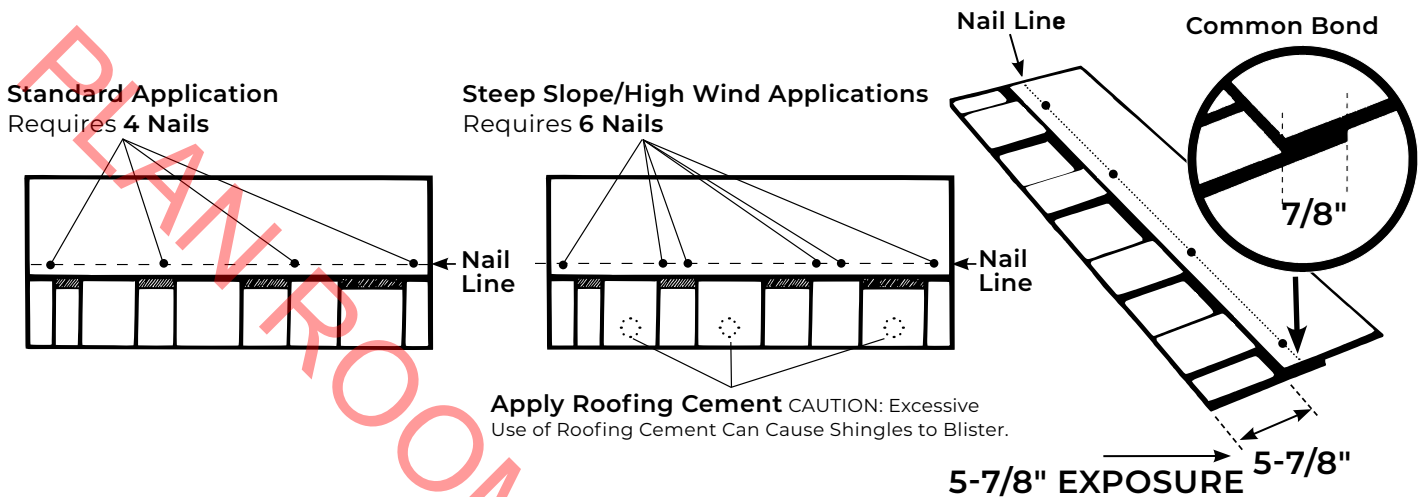 Standard Application
Requires 4 Nails
Nail
Line
Steep Slope/High Wind Applications
Requires 6 Nails
Nail
Line
Apply Roofing Cement CAUTION: Excessive
Use of Roofing Cement Can Cause Shingles to Blister.
Nail Line
Common Bond
7/8"
5-7/8"
5-7/8" EXPOSURE
PLAN ROOM